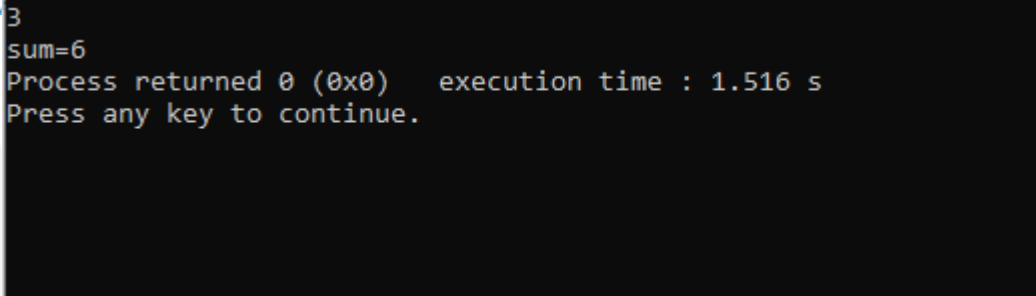 3
sum=6
Process returned 0 (0x0)   execution time : 1.516 s
Press any key to continue.